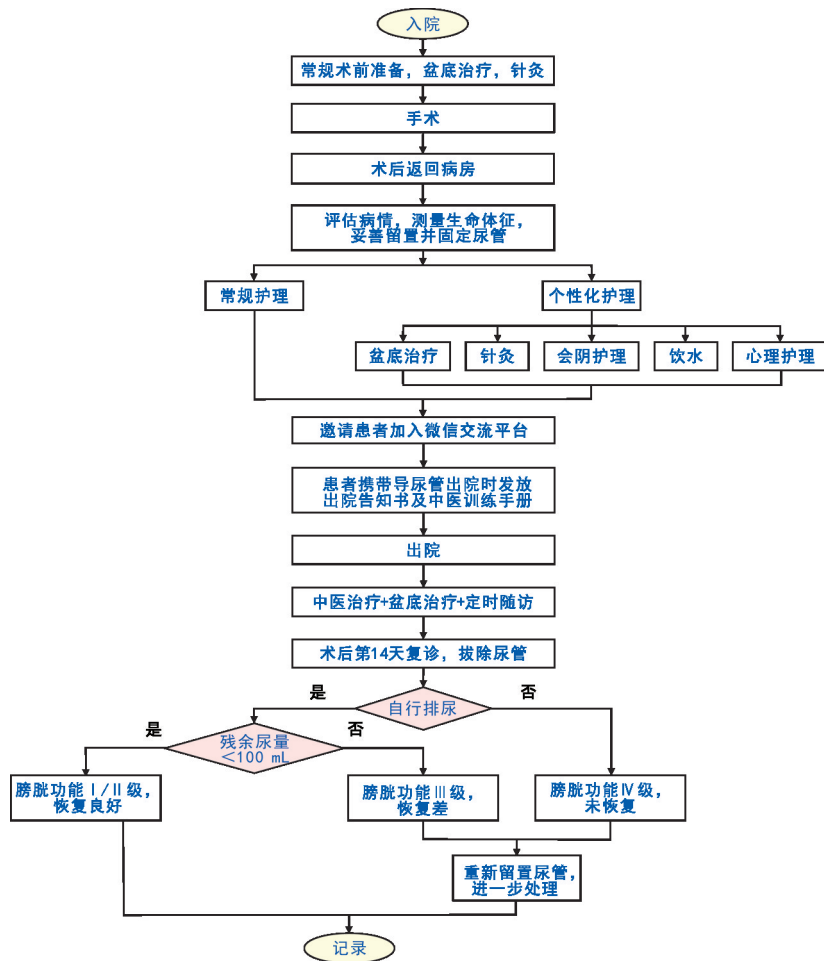 入院
常规术前准备，盆底治疗，针灸
手术
术后返回病房
评估病情，测量生命体征，
妥善留置并固定尿管
常规护理
个性化护理
盆底治疗
针灸
会阴护理
饮水
心理护理
邀请患者加入微信交流平台
患者携带导尿管出院时发放
出院告知书及中医训练手册
出院
中医治疗+盆底治疗+定时随访
术后第14天复诊，拔除尿管
是
自行排尿
否
是
残余尿量
＜100 mL
否
膀胱功能Ⅰ/II级，
恢复良好
膀胱功能Ⅲ级，
恢复差
膀胱功能Ⅳ级，
未恢复
重新留置尿管，
进一步处理
记录